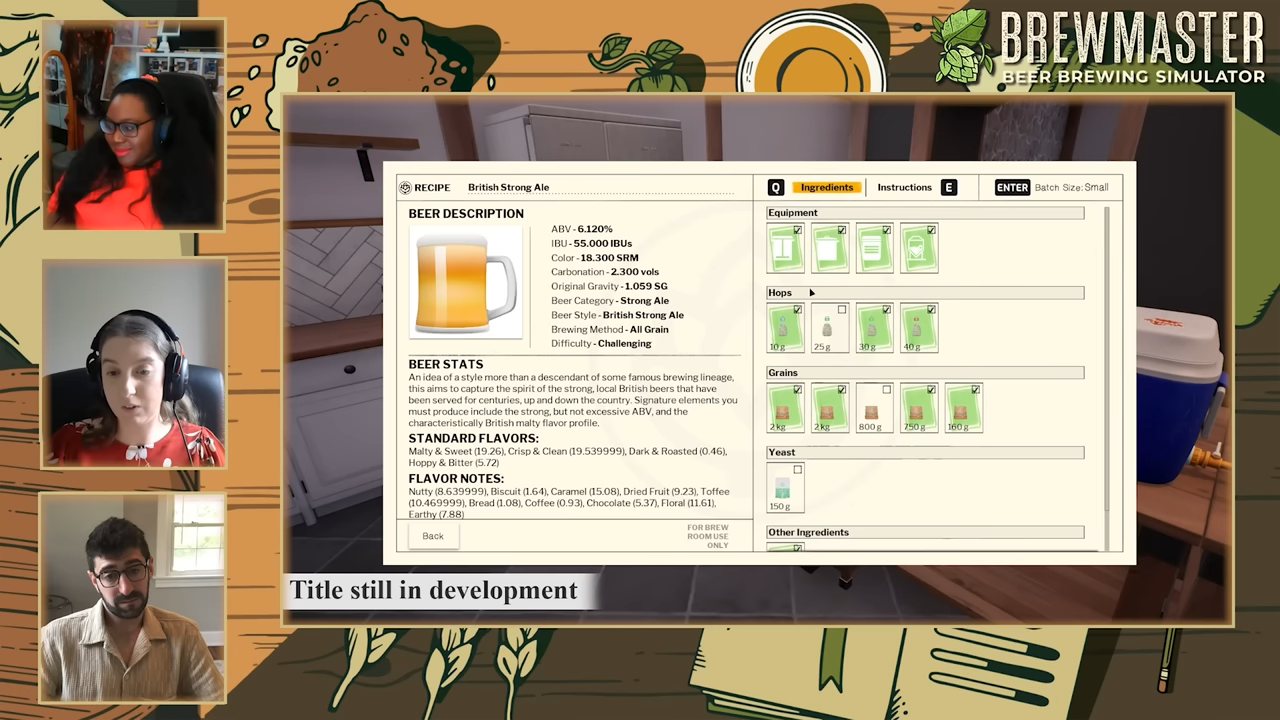 BREWMASTER
BEER BREWING SIMULATOR
RECIPE British Strong Ale
Q Ingredients Instructions E ENTER Batch Size: Small
BEER DESCRIPTION
ABV - 6.120%
IBU - 55.000 IBUs
Color - 18.300 SRM
Carbonation - 2.300 vols
Original Gravity - 1.059 SG
Beer Category - Strong Ale
Beer Style - British Strong Ale
Brewing Method - All Grain
Difficulty - Challenging
BEER STATS
An idea of a style more than a descendant of some famous brewing lineage,
this aims to capture the spirit of the strong, local British beers that have
been served for centuries, up and down the country. Signature elements you
must produce include the strong, but not excessive ABV, and the
characteristically British malty flavor profile.
STANDARD FLAVORS:
Malty & Sweet (19.26), Crisp & Clean (19.539999), Dark & Roasted (0.46),
Hoppy & Bitter (5.72)
FLAVOR NOTES:
Nutty (8.639999), Biscuit (1.64), Caramel (15.08), Dried Fruit (9.23), Toffee
(10.469999), Bread (1.08), Coffee (0.93), Chocolate (5.37), Floral (11.61),
Earthy (7.88)
Back
FOR BREW
ROOM USE
ONLY
Equipment
Hops
10 g 25 g 30 g 40 g
Grains
2 kg 2 kg 800 g 750 g 160 g
Yeast
150 g
Other Ingredients
Title still in development